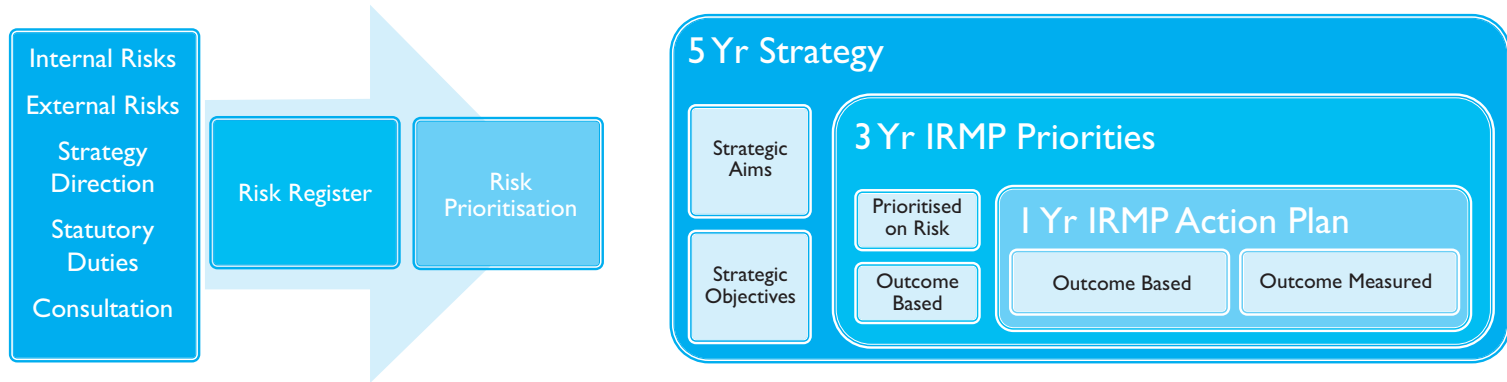 Internal Risks
External Risks
Strategy
Direction
Statutory
Duties
Consultation
Risk Register
Risk
Prioritisation
5 Yr Strategy
Strategic
Aims
Strategic
Objectives
3 Yr IRMP Priorities
Prioritised
on Risk
Outcome
Based
1 Yr IRMP Action Plan
Outcome Based
Outcome Measured